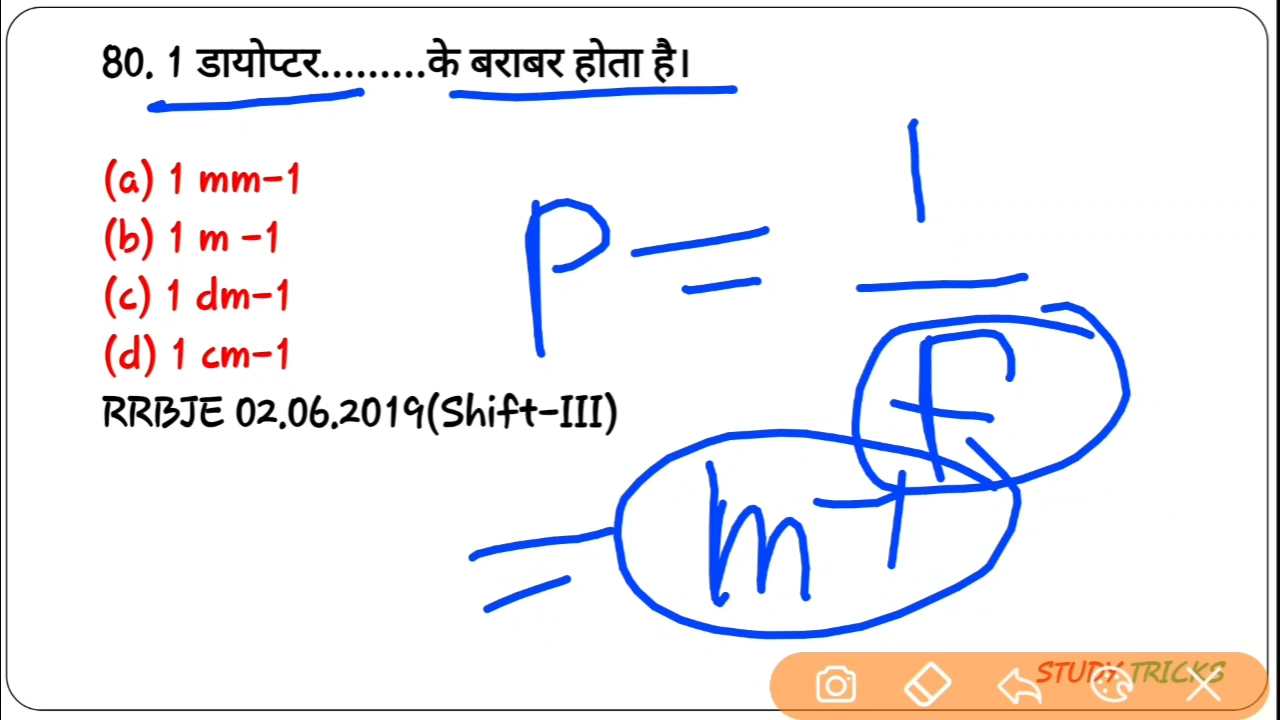 80. 1 डायोप्टर.........के बराबर होता है।
(a) 1 mm-1
(b) 1 m -1
(c) 1 dm-1
(d) 1 cm-1
RRBJE 02.06.2019(Shift-III)
P = 1
F
= m-1
STUDY TRICKS